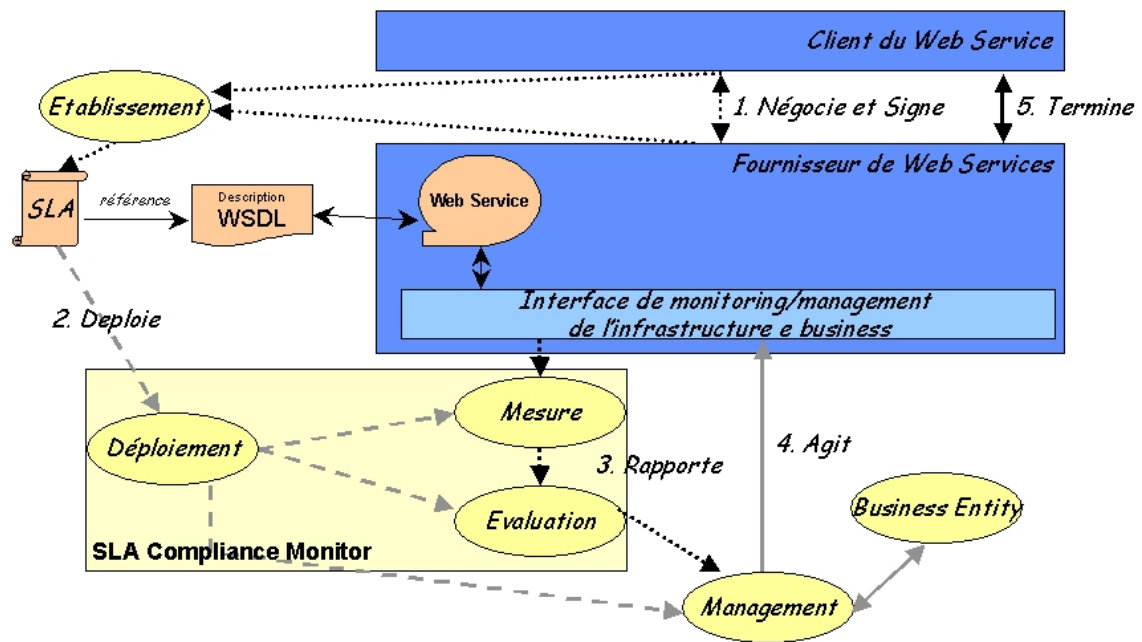 Client du Web Service
Etablissement
1. Négocie et Signe
5. Termine
Fournisseur de Web Services
SLA
référence
Description
WSDL
Web Service
Interface de monitoring/management
de l'infrastructure e business
2. Deploie
Mesure
Déploiement
3. Rapporte
4. Agit
Evaluation
Business Entity
SLA Compliance Monitor
Management